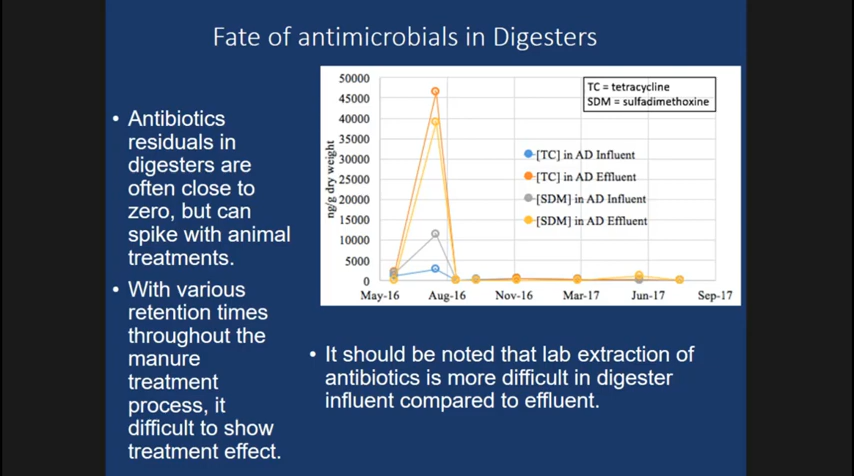 Fate of antimicrobials in Digesters
• Antibiotics
residuals in
digesters are
often close to
zero, but can
spike with animal
treatments.
• With various
retention times
throughout the
manure
treatment
process, it
difficult to show
treatment effect.
ng/g dry weight
50000
45000
40000
35000
30000
25000
20000
15000
10000
5000
0
May-16 Aug-16 Nov-16 Mar-17 Jun-17 Sep-17
TC = tetracycline
SDM = sulfadimethoxine
[TC] in AD Influent
[TC] in AD Effluent
[SDM] in AD Influent
[SDM] in AD Effluent
• It should be noted that lab extraction of
antibiotics is more difficult in digester
influent compared to effluent.